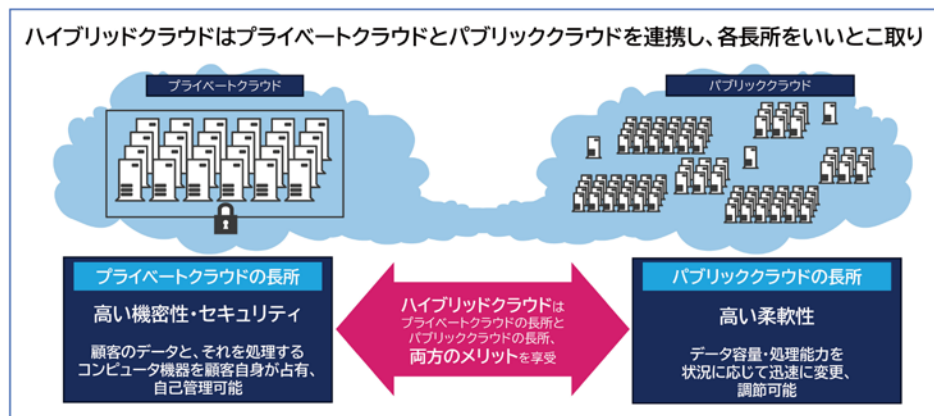 ハイブリッドクラウドはプライベートクラウドとパブリッククラウドを連携し、各長所をいいとこ取り
プライベートクラウド
パブリッククラウド
プライベートクラウドの長所
高い機密性・セキュリティ
顧客のデータと、それを処理する
コンピュータ機器を顧客自身が占有、
自己管理可能
ハイブリッドクラウドは
プライベートクラウドの長所と
パブリッククラウドの長所、
両方のメリットを享受
パブリッククラウドの長所
高い柔軟性
データ容量・処理能力を
状況に応じて迅速に変更、
調節可能